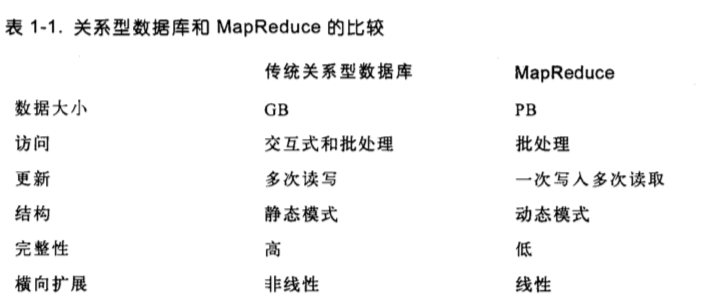 表 1-1. 关系型数据库和 MapReduce 的比较
传统关系型数据库 MapReduce
数据大小 GB PB
访问 交互式和批处理 批处理
更新 多次读写 一次写入多次读取
结构 静态模式 动态模式
完整性 高 低
横向扩展 非线性 线性